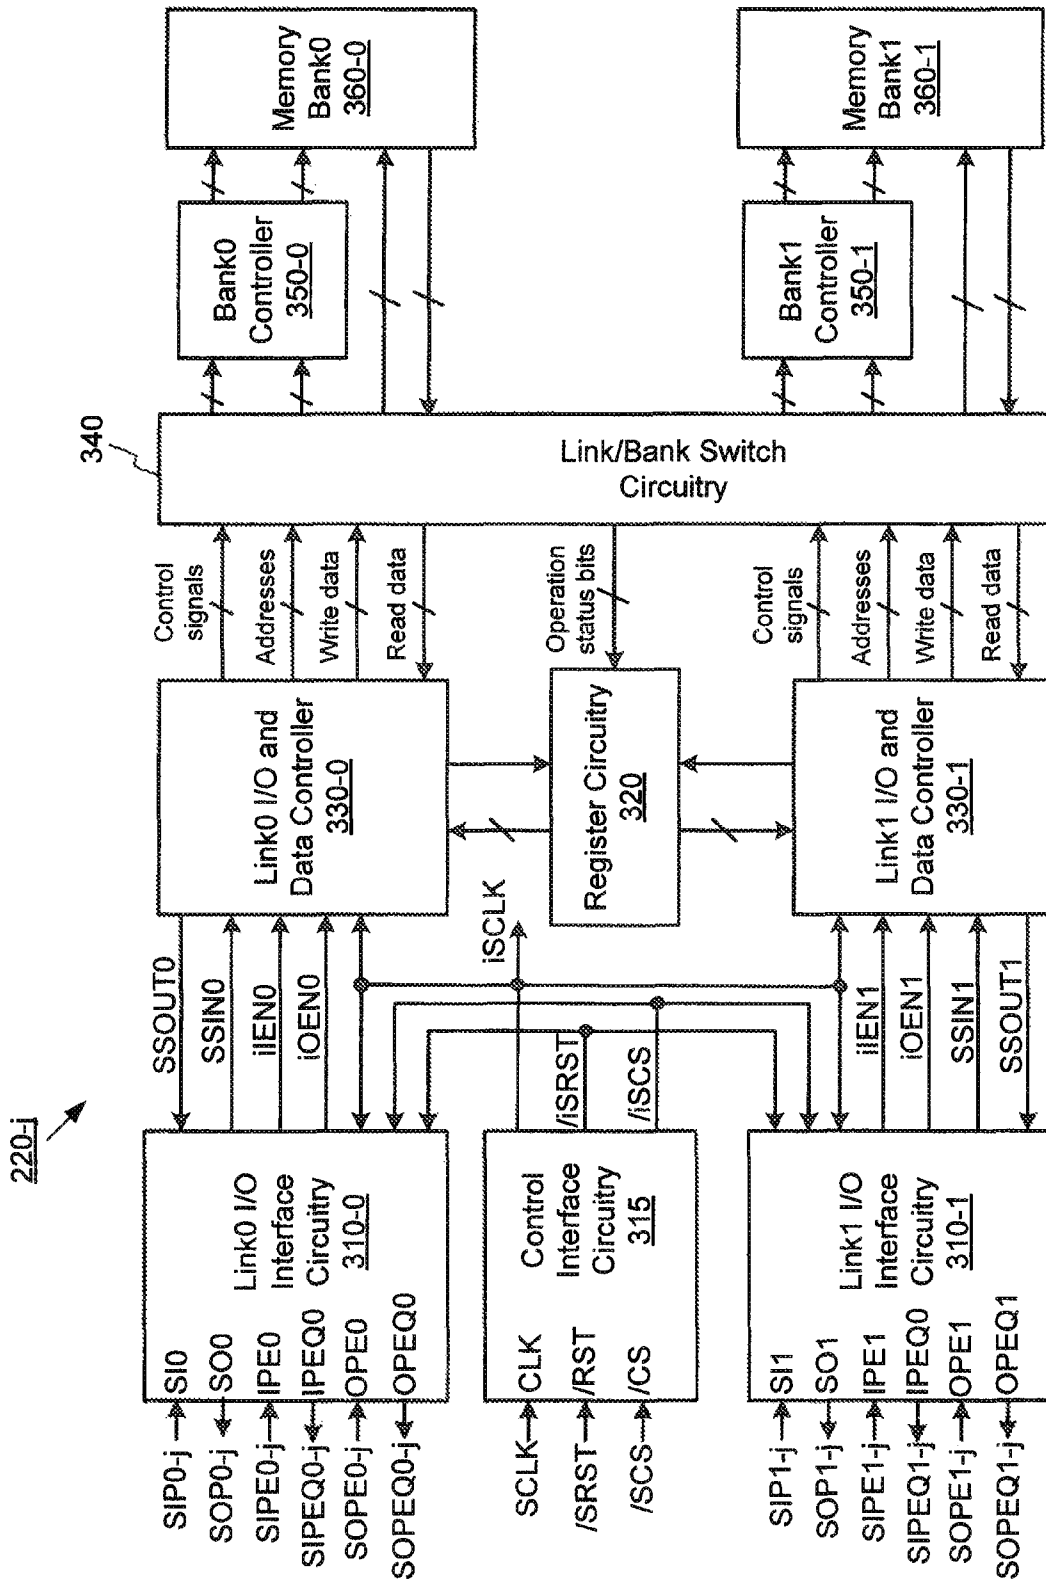 220-j
SIP0-j
SOP0-j
SIPE0-j
SIPEQ0-j
SOPE0-j
SOPEQ0-j
SI0
SO0
IPE0
IPEQ0
OPE0
OPEQ0
Link0 I/O
Interface
Circuitry
310-0
SSOUT0
SSIN0
iIEN0
iOEN0
Link0 I/O and
Data Controller
330-0
Control
signals
Addresses
Write data
Read data
340
Bank0
Controller
350-0
Memory
Bank0
360-0
SCLK
/SRST
/SCS
CLK
/RST
/CS
Control
Interface
Circuitry
315
iSCLK
/iSRST
/iSCS
Register Circuitry
320
Operation
status bits
Link/Bank Switch
Circuitry
SIP1-j
SOP1-j
SIPE1-j
SIPEQ1-j
SOPE1-j
SOPEQ1-j
SI1
SO1
IPE1
IPEQ0
OPE1
OPEQ1
Link1 I/O
Interface
Circuitry
310-1
iIEN1
iOEN1
SSIN1
SSOUT1
Link1 I/O and
Data Controller
330-1
Control
signals
Addresses
Write data
Read data
Bank1
Controller
350-1
Memory
Bank1
360-1